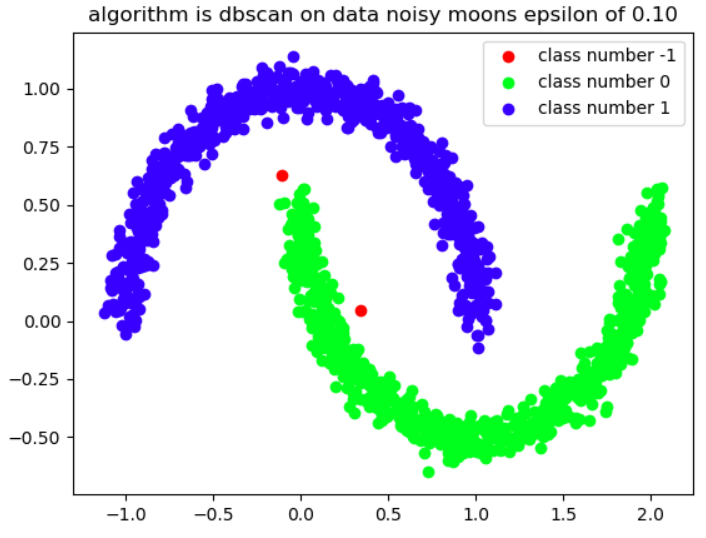 algorithm is dbscan on data noisy moons epsilon of 0.10
class number -1
class number 0
class number 1
1.00
0.75
0.50
0.25
0.00
−0.25
−0.50
−1.0 −0.5 0.0 0.5 1.0 1.5 2.0